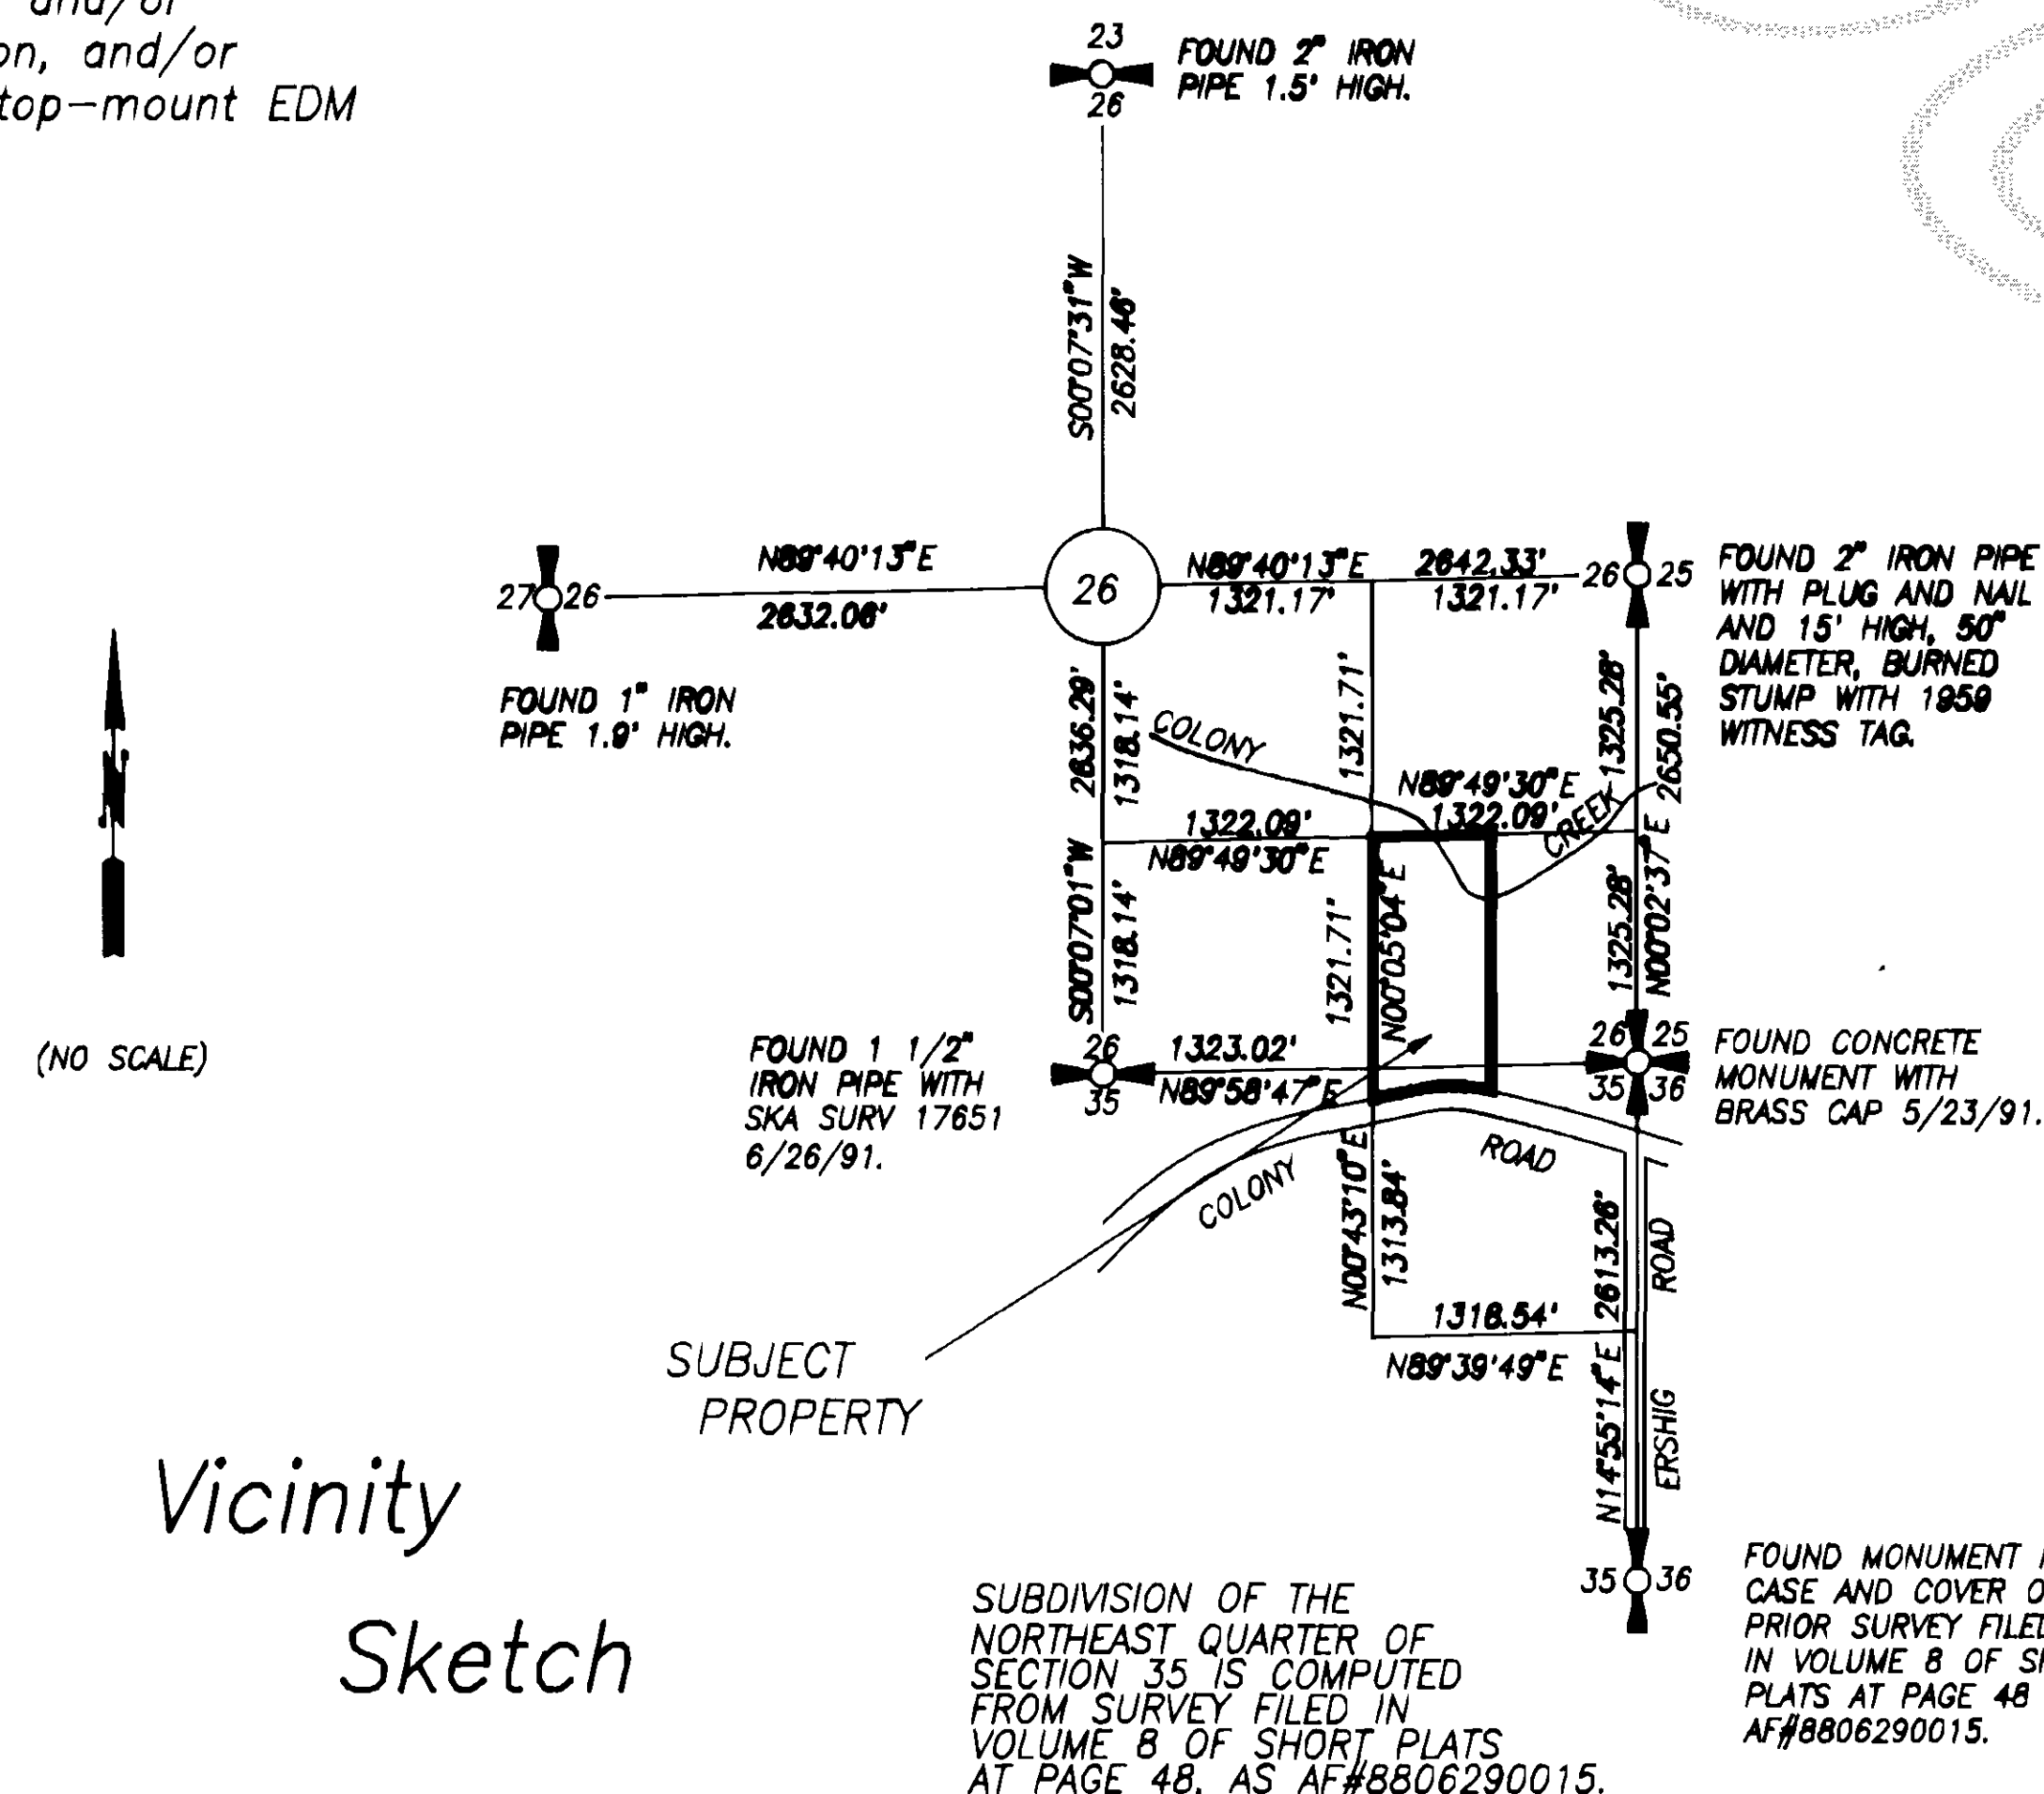 and/or
on, and/or
top-mount EDM
23
26
FOUND 2" IRON
PIPE 1.5' HIGH.
S00°07'31"W
2628.46'
27 26
N89°40'13"E
2632.06'
FOUND 1" IRON
PIPE 1.9' HIGH.
26
N89°40'13"E 2642.33'
1321.17' 1321.17'
26 25
FOUND 2" IRON PIPE
WITH PLUG AND NAIL
AND 15' HIGH, 50"
DIAMETER, BURNED
STUMP WITH 1959
WITNESS TAG.
2636.29'
1318.14'
S00°07'01"W
1318.14'
COLONY
CREEK
1321.71'
1325.28'
2650.55'
N89°49'30"E
1322.09'
1322.09'
N89°49'30"E
1321.71'
N00°05'04"E
1325.28'
N00°02'37"E
(NO SCALE)
FOUND 1 1/2"
IRON PIPE WITH
SKA SURV 17651
6/26/91.
26
35
1323.02'
N89°58'47"E
26 25
35 36
FOUND CONCRETE
MONUMENT WITH
BRASS CAP 5/23/91.
COLONY
ROAD
N00°43'10"E
1313.84'
1318.54'
N89°39'49"E
N14°55'14"E 2613.26'
ERSHIG ROAD
SUBJECT
PROPERTY
35 36
Vicinity
Sketch
SUBDIVISION OF THE
NORTHEAST QUARTER OF
SECTION 35 IS COMPUTED
FROM SURVEY FILED IN
VOLUME 8 OF SHORT PLATS
AT PAGE 48, AS AF#8806290015.
FOUND MONUMENT
CASE AND COVER
PRIOR SURVEY FILED
IN VOLUME 8 OF
PLATS AT PAGE 48
AF#8806290015.